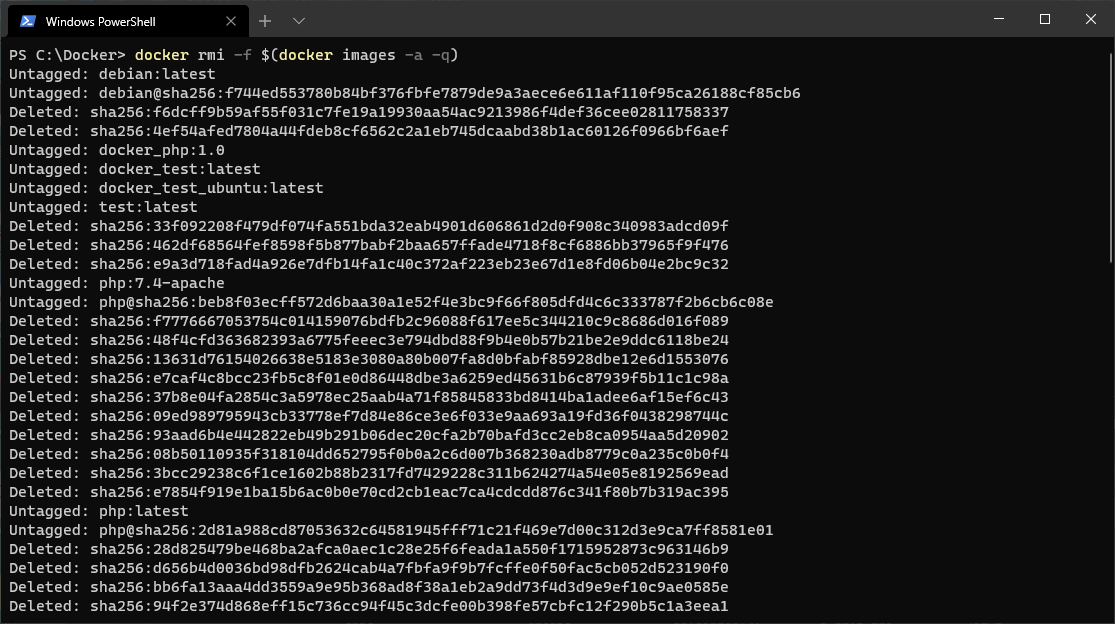 Windows PowerShell
PS C:\Docker> docker rmi -f $(docker images -a -q)
Untagged: debian:latest
Untagged: debian@sha256:f744ed553780b84bf376fbfe7879de9a3aece6e611af110f95ca26188cf85cb6
Deleted: sha256:f6dcff9b59af55f031c7fe19a19930aa54ac9213986f4def36cee02811758337
Deleted: sha256:4ef54afed7804a44fdeb8cf6562c2a1eb745dcaabd38b1ac60126f0966bf6aef
Untagged: docker_php:1.0
Untagged: docker_test:latest
Untagged: docker_test_ubuntu:latest
Untagged: test:latest
Deleted: sha256:33f092208f479df074fa551bda32eab4901d606861d2d0f908c340983adcd09f
Deleted: sha256:462df68564fef8598f5b877babf2baa657ffade4718f8cf6886bb37965f9f476
Deleted: sha256:e9a3d718fad4a926e7dfb14fa1c40c372af223eb23e67d1e8fd06b04e2bc9c32
Untagged: php:7.4-apache
Untagged: php@sha256:beb8f03ecff572d6baa30a1e52f4e3bc9f66f805dfd4c6c333787f2b6cb6c08e
Deleted: sha256:f7776667053754c014159076bdfb2c96088f617ee5c344210c9c8686d016f089
Deleted: sha256:48f4cfd363682393a6775feeec3e794dbd88f9b4e0b57b21be2e9ddc6118be24
Deleted: sha256:13631d76154026638e5183e3080a80b007fa8d0bfabf85928dbe12e6d1553076
Deleted: sha256:e7caf4c8bcc23fb5c8f01e0d86448dbe3a6259ed45631b6c87939f5b11c1c98a
Deleted: sha256:37b8e04fa2854c3a5978ec25aab4a71f85845833bd8414ba1adee6af15ef6c43
Deleted: sha256:09ed989795943cb33778ef7d84e86ce3e6f033e9aa693a19fd36f0438298744c
Deleted: sha256:93aad6b4e442822eb49b291b06dec20cfa2b70bafd3cc2eb8ca0954aa5d20902
Deleted: sha256:08b50110935f318104dd652795f0b0a2c6d007b368230adb8779c0a235c0b0f4
Deleted: sha256:3bcc29238c6f1ce1602b88b2317fd7429228c311b624274a54e05e8192569ead
Deleted: sha256:e7854f919e1ba15b6ac0b0e70cd2cb1eac7ca4cdcdd876c341f80b7b319ac395
Untagged: php:latest
Untagged: php@sha256:2d81a988cd87053632c64581945fff71c21f469e7d00c312d3e9ca7ff8581e01
Deleted: sha256:28d825479be468ba2afca0aec1c28e25f6feada1a550f1715952873c963146b9
Deleted: sha256:d656b4d0036bd98dfb2624cab4a7fbfa9f9b7fcffe0f50fac5cb052d523190f0
Deleted: sha256:bb6fa13aaa4dd3559a9e95b368ad8f38a1eb2a9dd73f4d3d9e9ef10c9ae0585e
Deleted: sha256:94f2e374d868eff15c736cc94f45c3dcfe00b398fe57cbfc12f290b5c1a3eea1